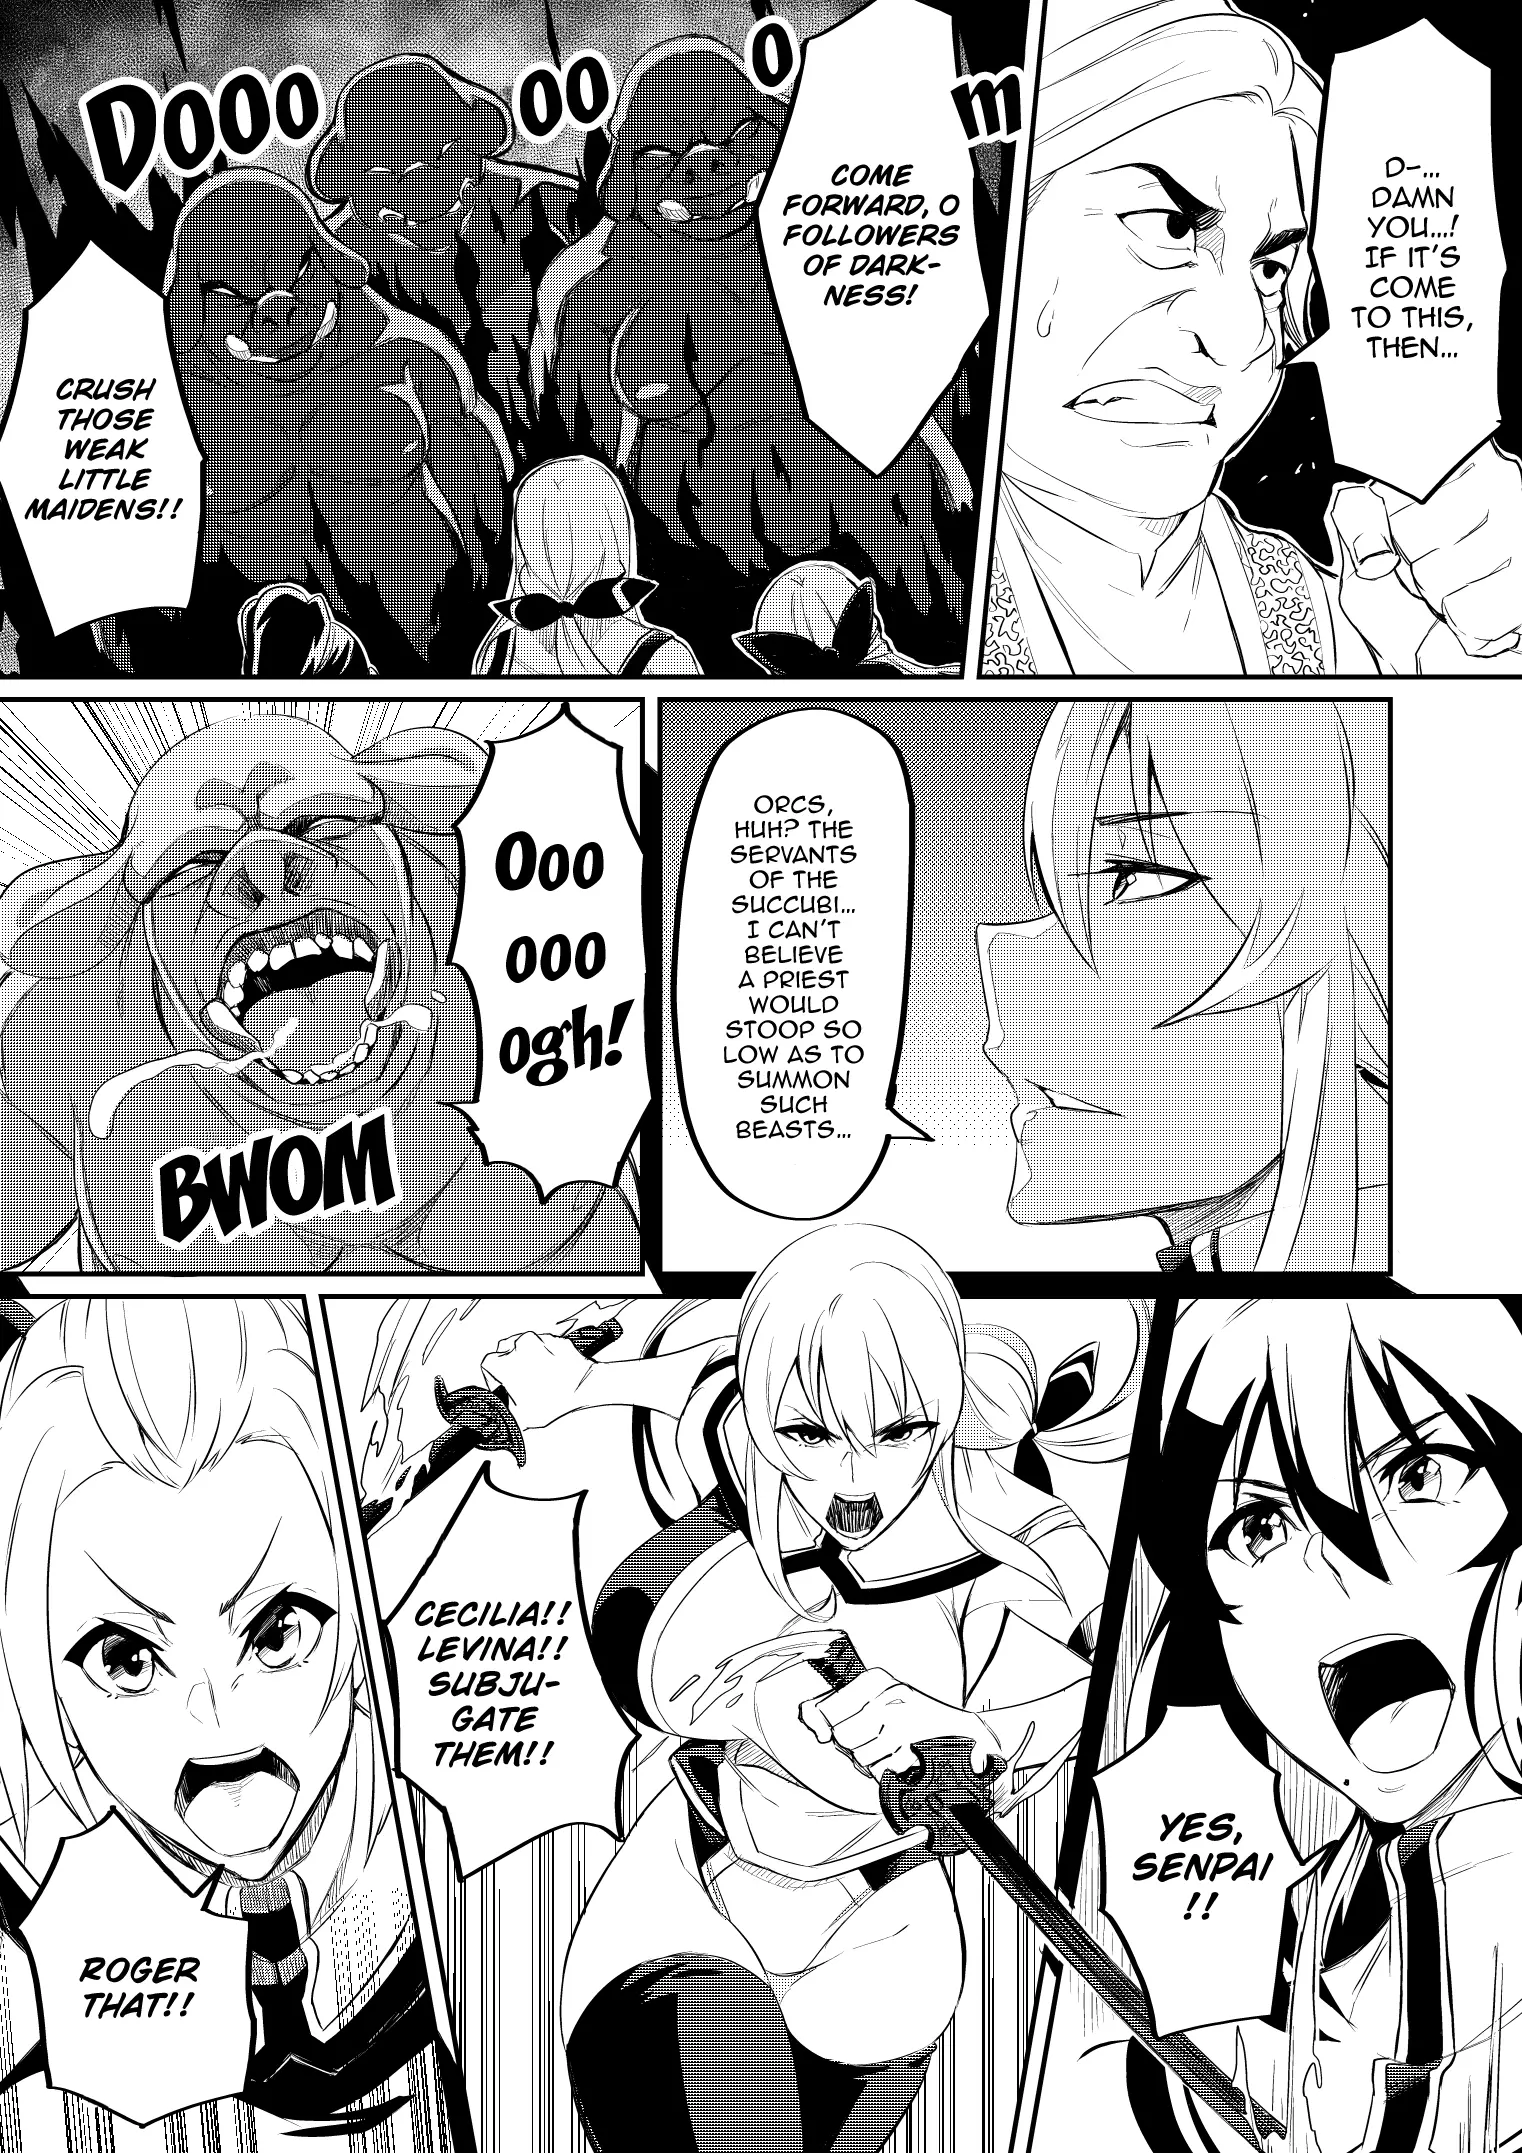 D-...
DAMN
YOU...!
IF IT'S
COME
TO THIS,
THEN...
DOOO OO O M
COME
FORWARD, O
FOLLOWERS
OF DARK-
NESS!
CRUSH
THOSE
WEAK
LITTLE
MAIDENS!!
ORCS,
HUH? THE
SERVANTS
OF THE
SUCCUBI...
I CAN'T
BELIEVE
A PRIEST
WOULD
STOOP SO
LOW AS TO
SUMMON
SUCH
BEASTS...
Ooo
ooo
ogh!
BWOM
CECILIA!!
LEVINA!!
SUBJU-
GATE
THEM!!
YES,
SENPAI
!!
ROGER
THAT!!